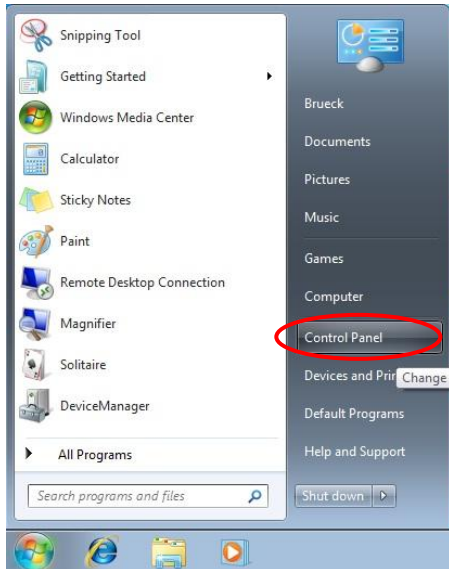 Snipping Tool
Getting Started
Windows Media Center
Calculator
Sticky Notes
Paint
Remote Desktop Connection
Magnifier
Solitaire
DeviceManager
All Programs
Search programs and files
Brueck
Documents
Pictures
Music
Games
Computer
Control Panel
Devices and Prin
Change
Default Programs
Help and Support
Shut down